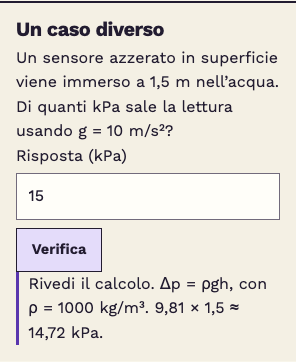 Un caso diverso
Un sensore azzerato in superficie
viene immerso a 1,5 m nell’acqua.
Di quanti kPa sale la lettura
usando g = 10 m/s²?
Risposta (kPa)
15
Verifica
Rivedi il calcolo. Δp = ρgh, con
ρ = 1000 kg/m³. 9,81 × 1,5 ≈
14,72 kPa.